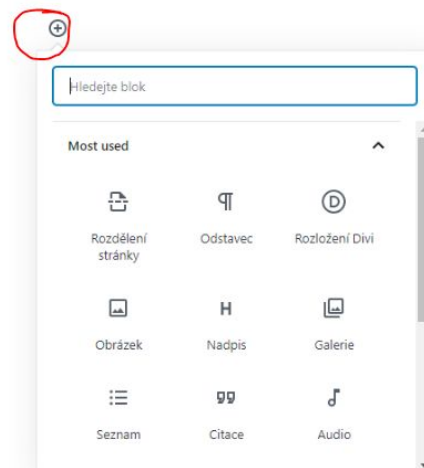 Hledejte blok
Most used
Rozdělení
stránky
Odstavec
Rozložení Divi
Obrázek
Nadpis
Galerie
Seznam
Citace
Audio